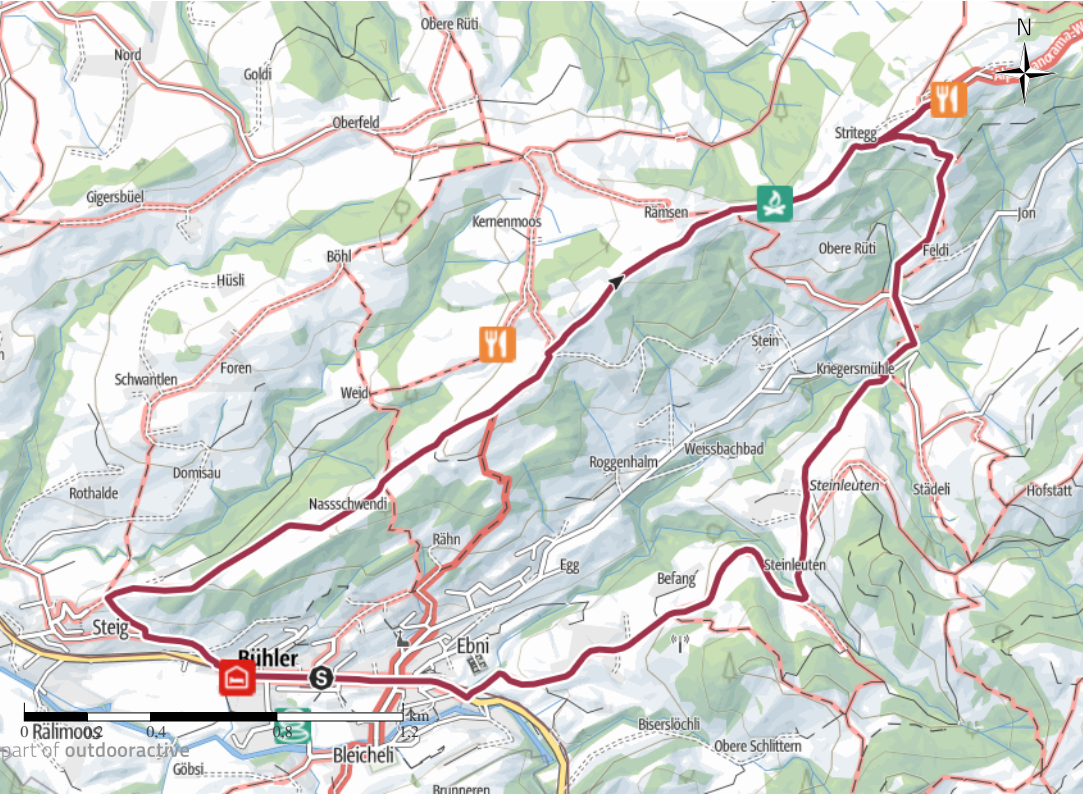 Obere Rüti
N
Nord
Goldi
Oberfeld
Stritegg
Gigersbüel
Ramsen
Jon
Kernenmoos
Obere Rüti
Feldi
Böhl
Hüsli
Stein
Foren
Kriegersmühle
Schwantlen
Weid
Weissbachbad
Roggenhalm
Domisau
Steinleuten
Städeli
Hofstatt
Rothalde
Nassschwendi
Rähn
Egg
Steinleuten
Befang
Steig
Ebni
Bühler
S
km
0
0,4
0,8
1,2
Rälimoos
Biserslöchli
part of outdooractive
Bleicheli
Obere Schlittern
Göbsi
Brunneren